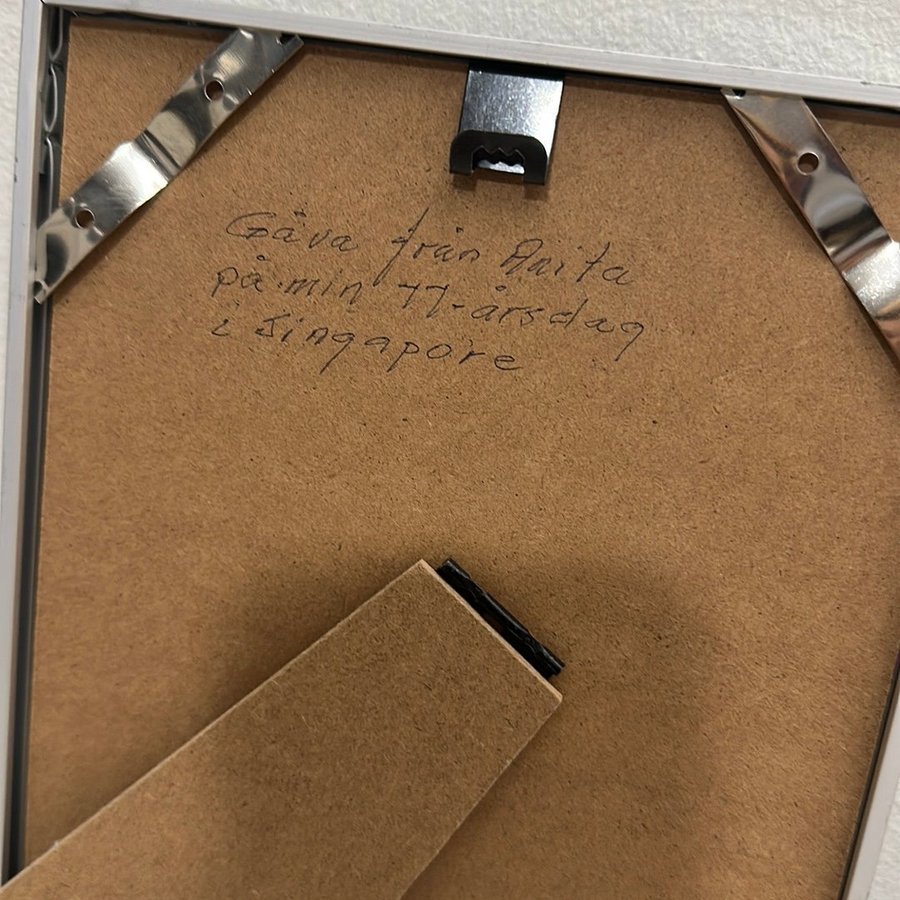 Gåva från Anita
på min 77-årsdag
i Singapore